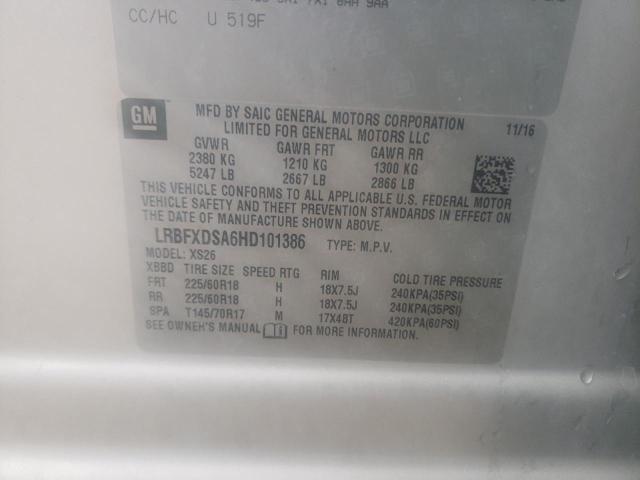 CC/HC U 519F
GM
MFD BY SAIC GENERAL MOTORS CORPORATION
LIMITED FOR GENERAL MOTORS LLC
11/16
GVWR GAWR FRT GAWR RR
2380 KG 1210 KG 1300 KG
5247 LB 2667 LB 2866 LB
THIS VEHICLE CONFORMS TO ALL APPLICABLE U.S. FEDERAL MOTOR
VEHICLE SAFETY AND THEFT PREVENTION STANDARDS IN EFFECT ON
THE DATE OF MANUFACTURE SHOWN ABOVE.
LRBFXDSA6HD101386 TYPE: M.P.V.
MODEL: XS26
XBBD TIRE SIZE SPEED RTG RIM COLD TIRE PRESSURE
FRT 225/60R18 H 18X7.5J 240KPA(35PSI)
RR 225/60R18 H 18X7.5J 240KPA(35PSI)
SPA T145/70R17 M 17X4BT 420KPA(60PSI)
SEE OWNER'S MANUAL FOR MORE INFORMATION.